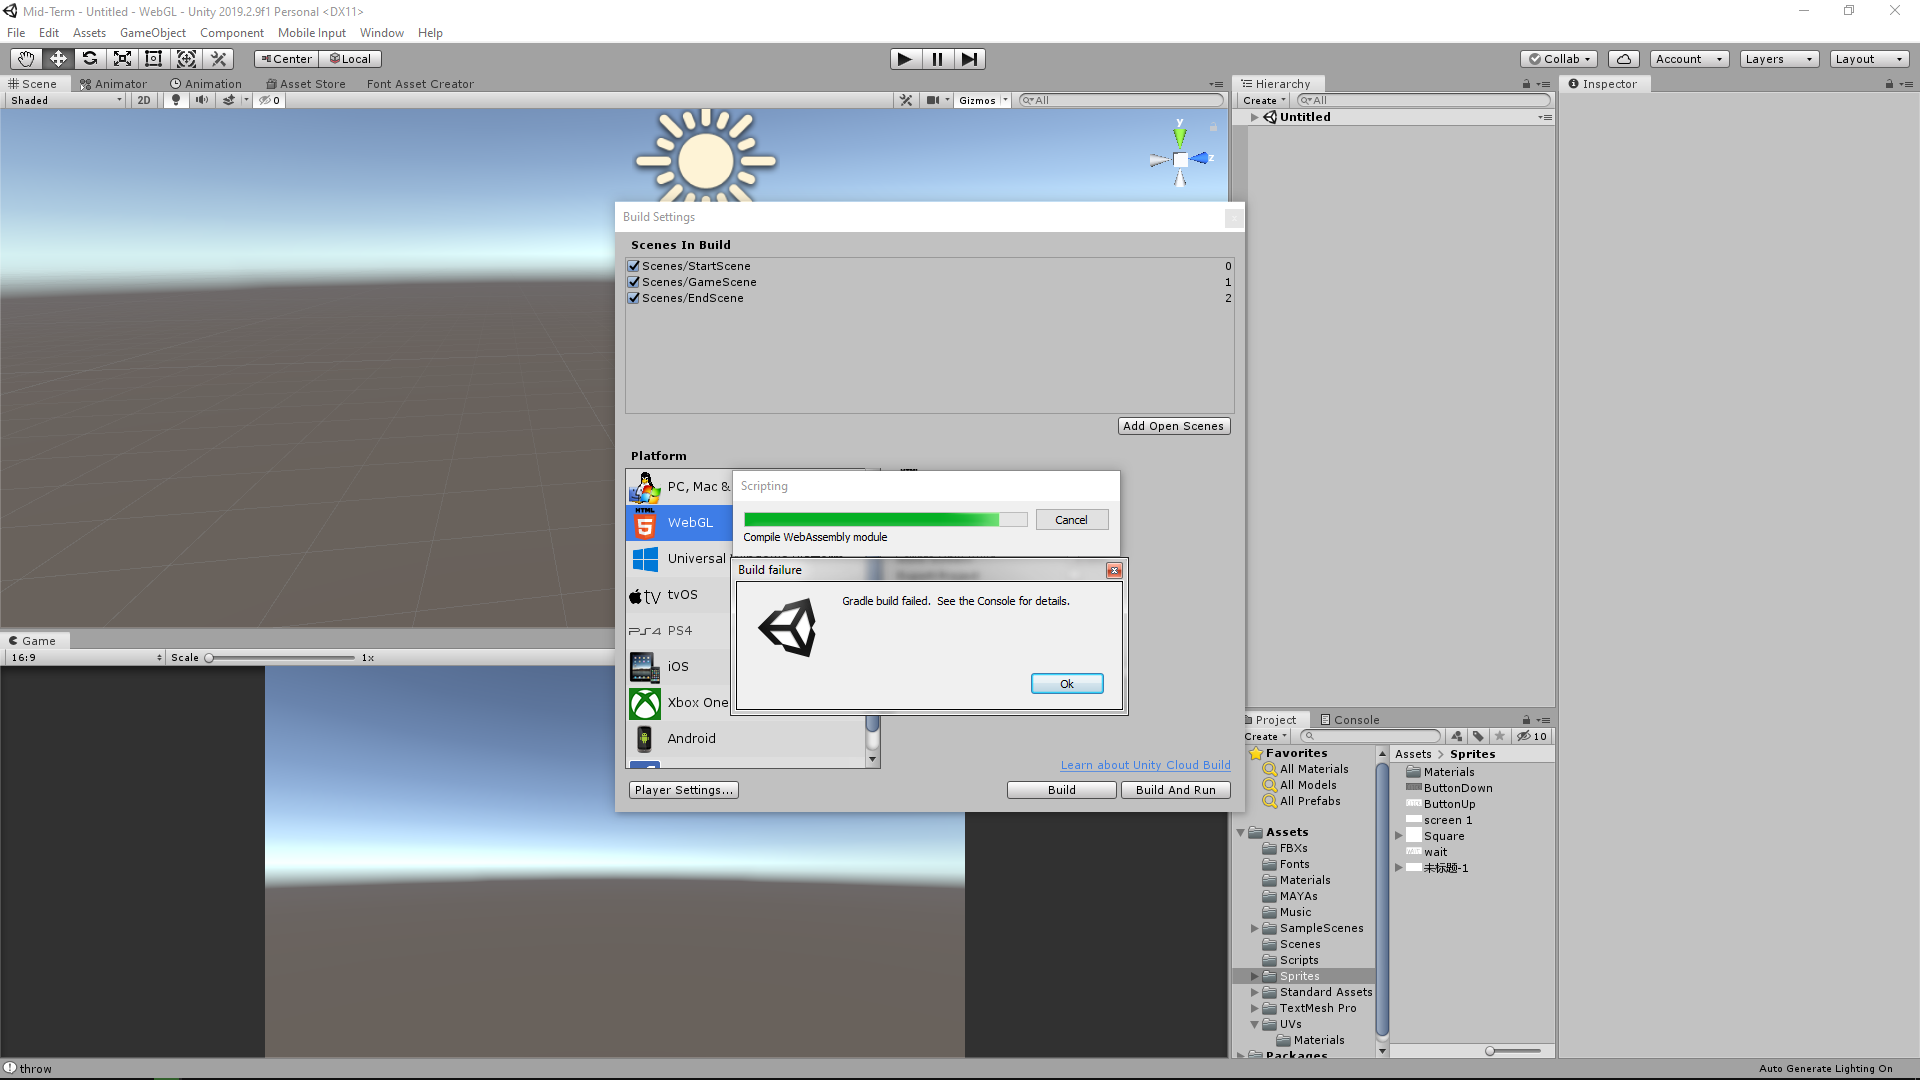 Mid-Term - Untitled - WebGL - Unity 2019.2.9f1 Personal <DX11>
File Edit Assets GameObject Component Mobile Input Window Help
Center Local
Collab Account Layers Layout
Scene Animator Animation Asset Store Font Asset Creator
Shaded 2D 0 Gizmos All
y
z
Hierarchy
Create All
Untitled
Inspector
Build Settings
Scenes In Build
Scenes/StartScene 0
Scenes/GameScene 1
Scenes/EndScene 2
Add Open Scenes
Platform
PC, Mac &
HTML
5
WebGL
Universal
tv tvOS
PS4 PS4
iOS
Xbox One
Android
Scripting
Cancel
Compile WebAssembly module
Build failure
Gradle build failed. See the Console for details.
Ok
Learn about Unity Cloud Build
Player Settings... Build Build And Run
Game
16:9 Scale 1x
Project Console
Create 10
Favorites
All Materials
All Models
All Prefabs
Assets
FBXs
Fonts
Materials
MAYAs
Music
SampleScenes
Scenes
Scripts
Sprites
Standard Assets
TextMesh Pro
UVs
Materials
Packages
Assets > Sprites
Materials
ButtonDown
ButtonUp
screen 1
Square
wait
未标题-1
throw
Auto Generate Lighting On